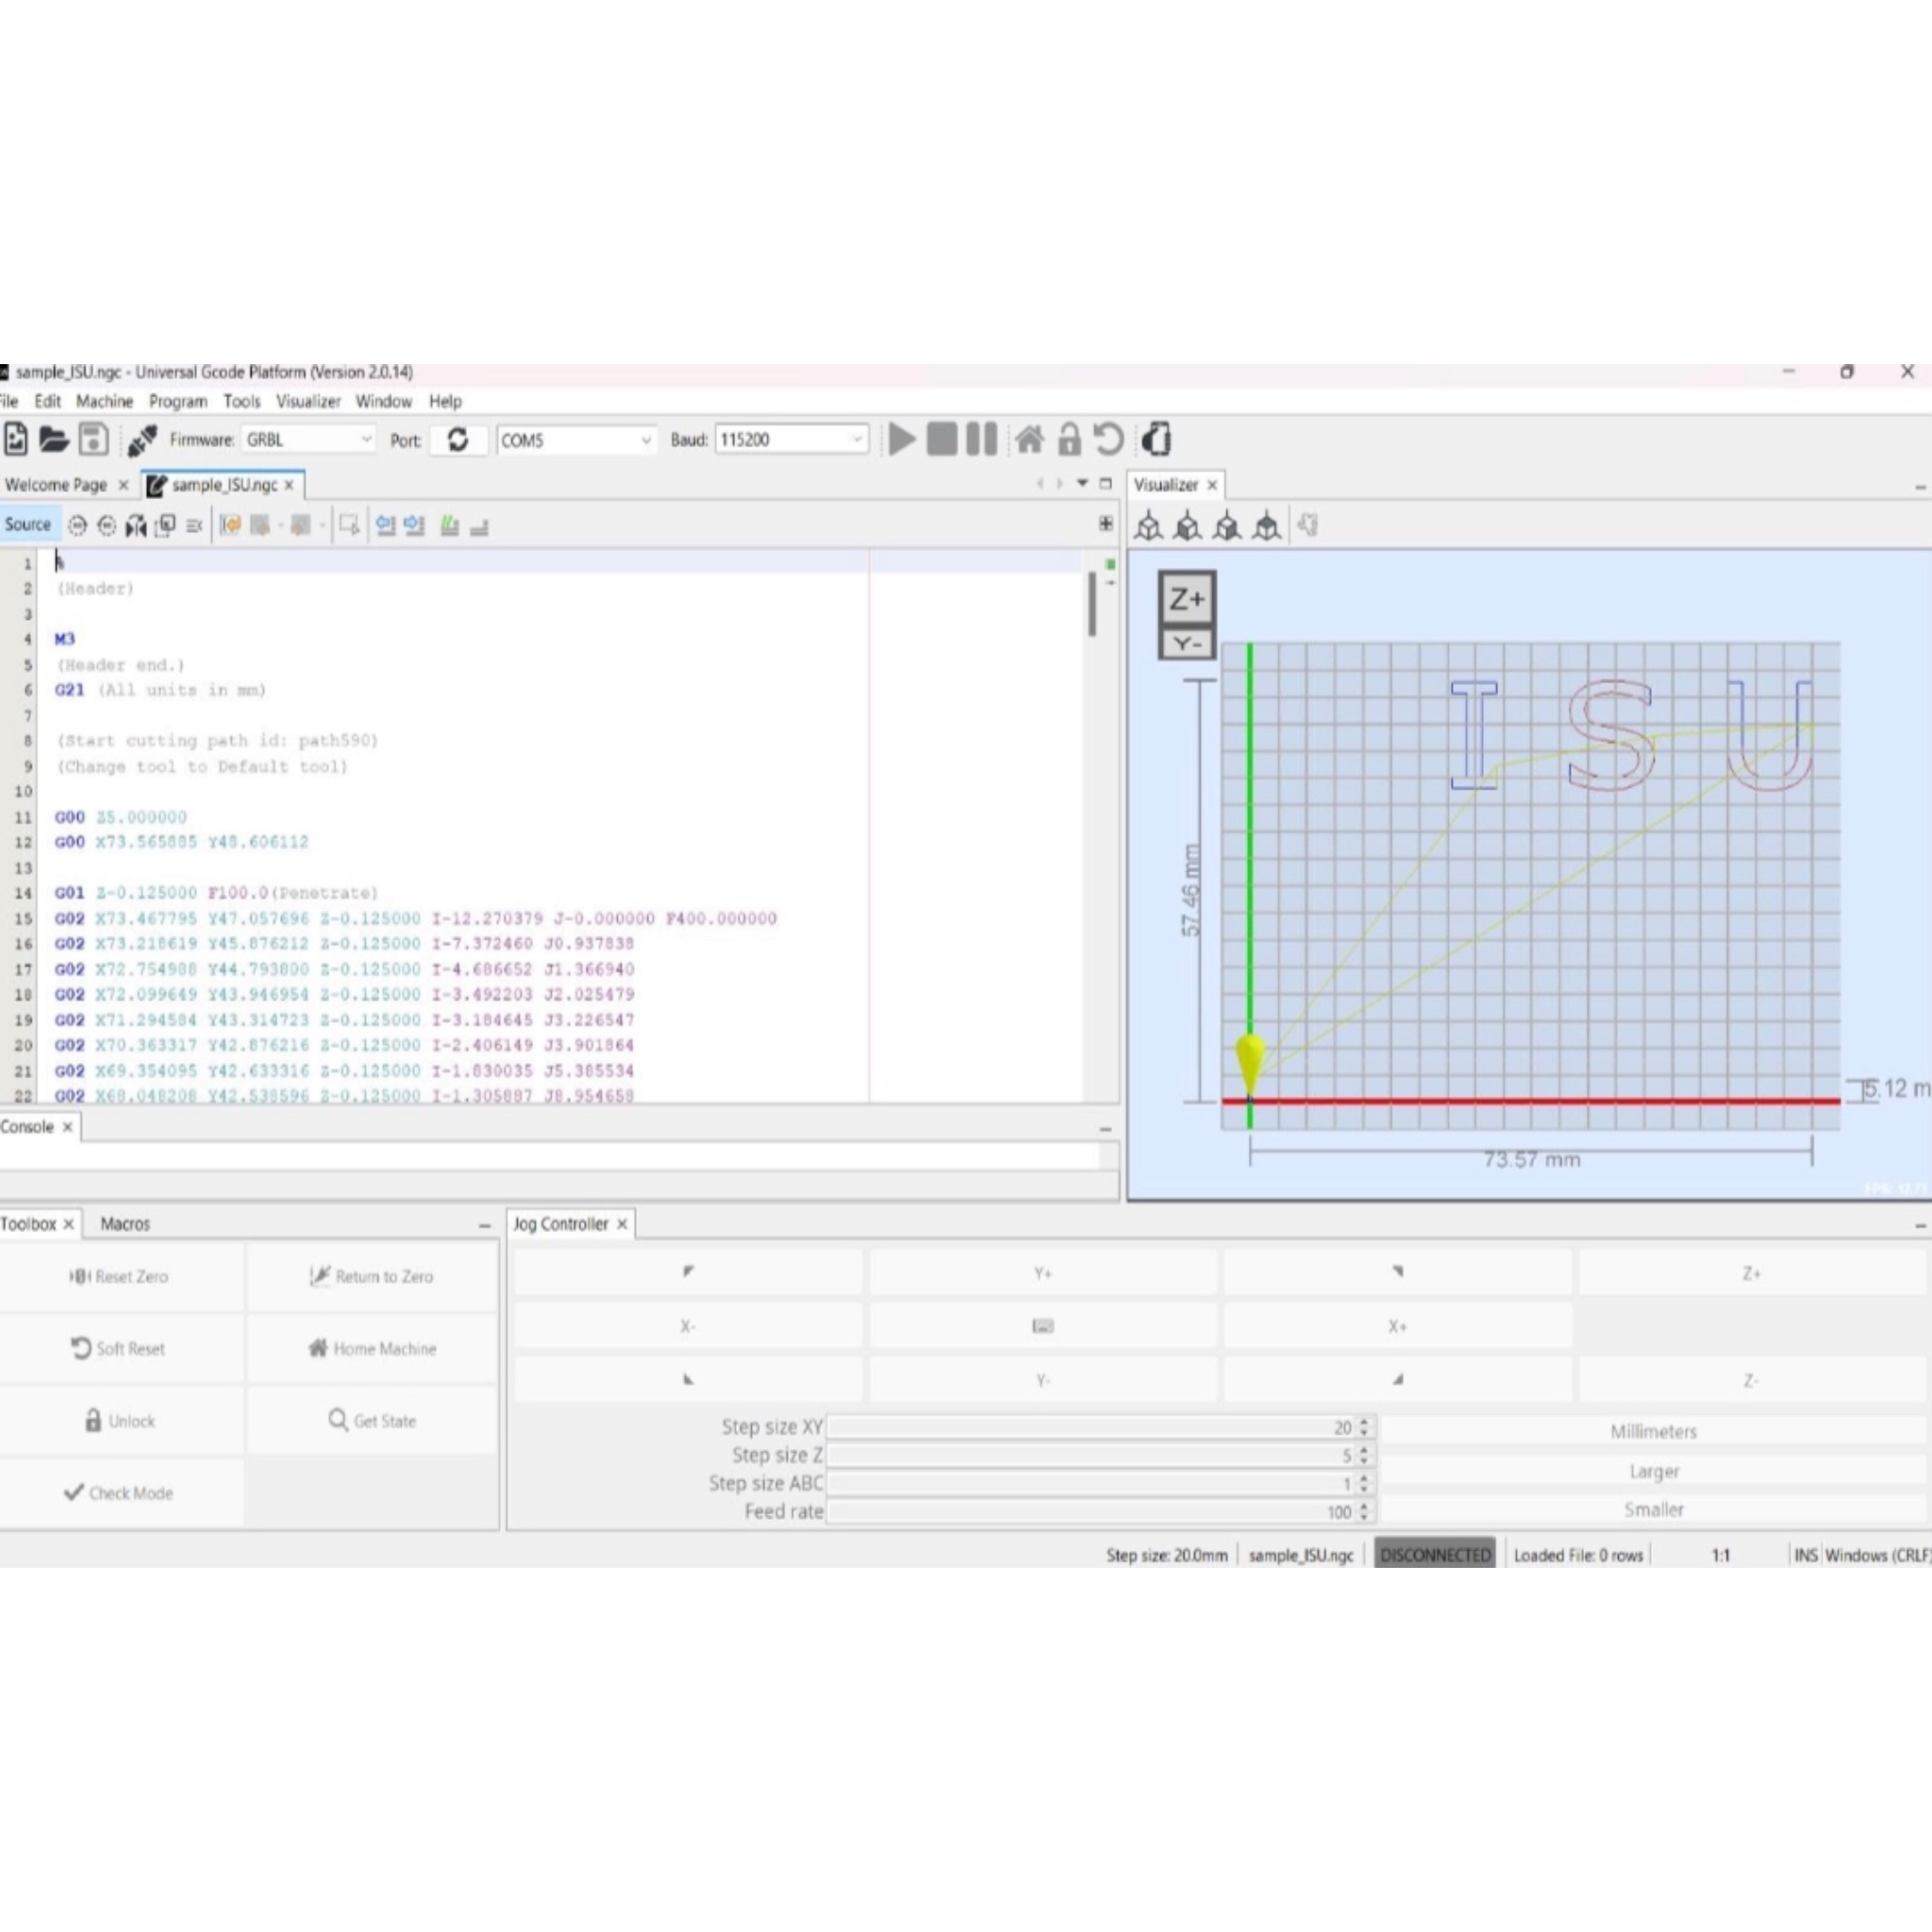 sample_ISU.ngc - Universal Gcode Platform (Version 2.0.14)
ile Edit Machine Program Tools Visualizer Window Help
Firmware: GRBL Port: COM5 Baud: 115200
Welcome Page sample_ISU.ngc
Visualizer
Source
1 %
2 (Header)
3
4 M3
5 (Header end.)
6 G21 (All units in mm)
7
8 (Start cutting path id: path590)
9 (Change tool to Default tool)
10
11 G00 Z5.000000
12 G00 X73.565885 Y48.606112
13
14 G01 Z-0.125000 F100.0(Penetrate)
15 G02 X73.467795 Y47.057696 Z-0.125000 I-12.270379 J-0.000000 F400.000000
16 G02 X73.218619 Y45.876212 Z-0.125000 I-7.372460 J0.937838
17 G02 X72.754988 Y44.793800 Z-0.125000 I-4.686652 J1.366940
18 G02 X72.099649 Y43.946954 Z-0.125000 I-3.492203 J2.025479
19 G02 X71.294584 Y43.314723 Z-0.125000 I-3.184645 J3.226547
20 G02 X70.363317 Y42.876216 Z-0.125000 I-2.406149 J3.901864
21 G02 X69.354095 Y42.633316 Z-0.125000 I-1.830035 J5.385534
22 G02 X68.048208 Y42.538596 Z-0.125000 I-1.305887 J8.954658
Z+
Y-
I S U
57.46 mm
5.12 m
73.57 mm
Console
Toolbox Macros
Reset Zero Return to Zero
Soft Reset Home Machine
Unlock Get State
Check Mode
Jog Controller
Y+ Z+
X- X+
Y- Z-
Step size XY 20
Step size Z 5
Step size ABC 1
Feed rate 100
Millimeters
Larger
Smaller
Step size: 20.0mm sample_ISU.ngc DISCONNECTED Loaded File: 0 rows 1:1 INS Windows (CRLF)